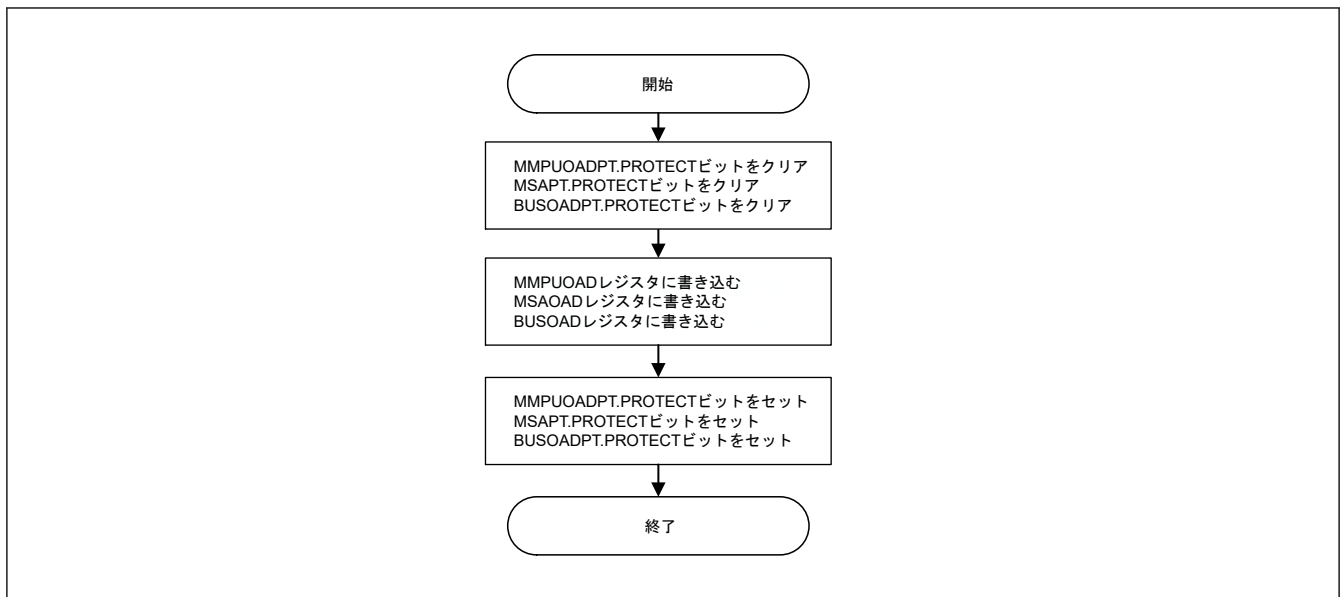 開始
MMPUOADPT.PROTECTビットをクリア
MSAPT.PROTECTビットをクリア
BUSOADPT.PROTECTビットをクリア
MMPUOADレジスタに書き込む
MSAOADレジスタに書き込む
BUSOADレジスタに書き込む
MMPUOADPT.PROTECTビットをセット
MSAPT.PROTECTビットをセット
BUSOADPT.PROTECTビットをセット
終了